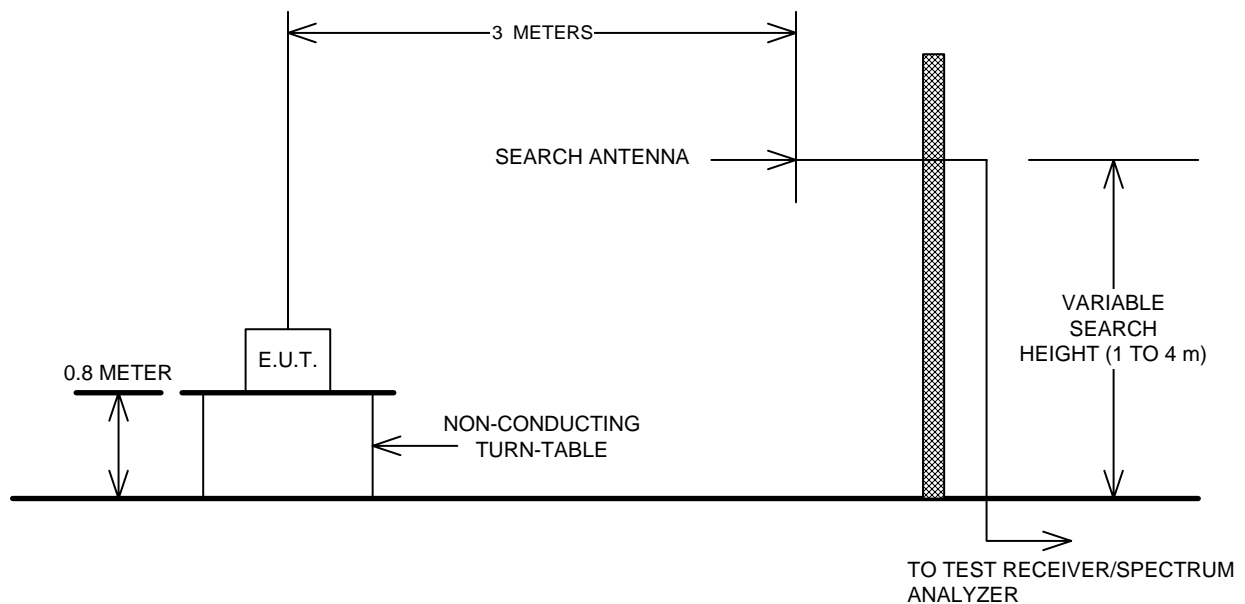 3 METERS
SEARCH ANTENNA
VARIABLE
SEARCH
HEIGHT (1 TO 4 m)
E.U.T.
0.8 METER
NON-CONDUCTING
TURN-TABLE
TO TEST RECEIVER/SPECTRUM
ANALYZER